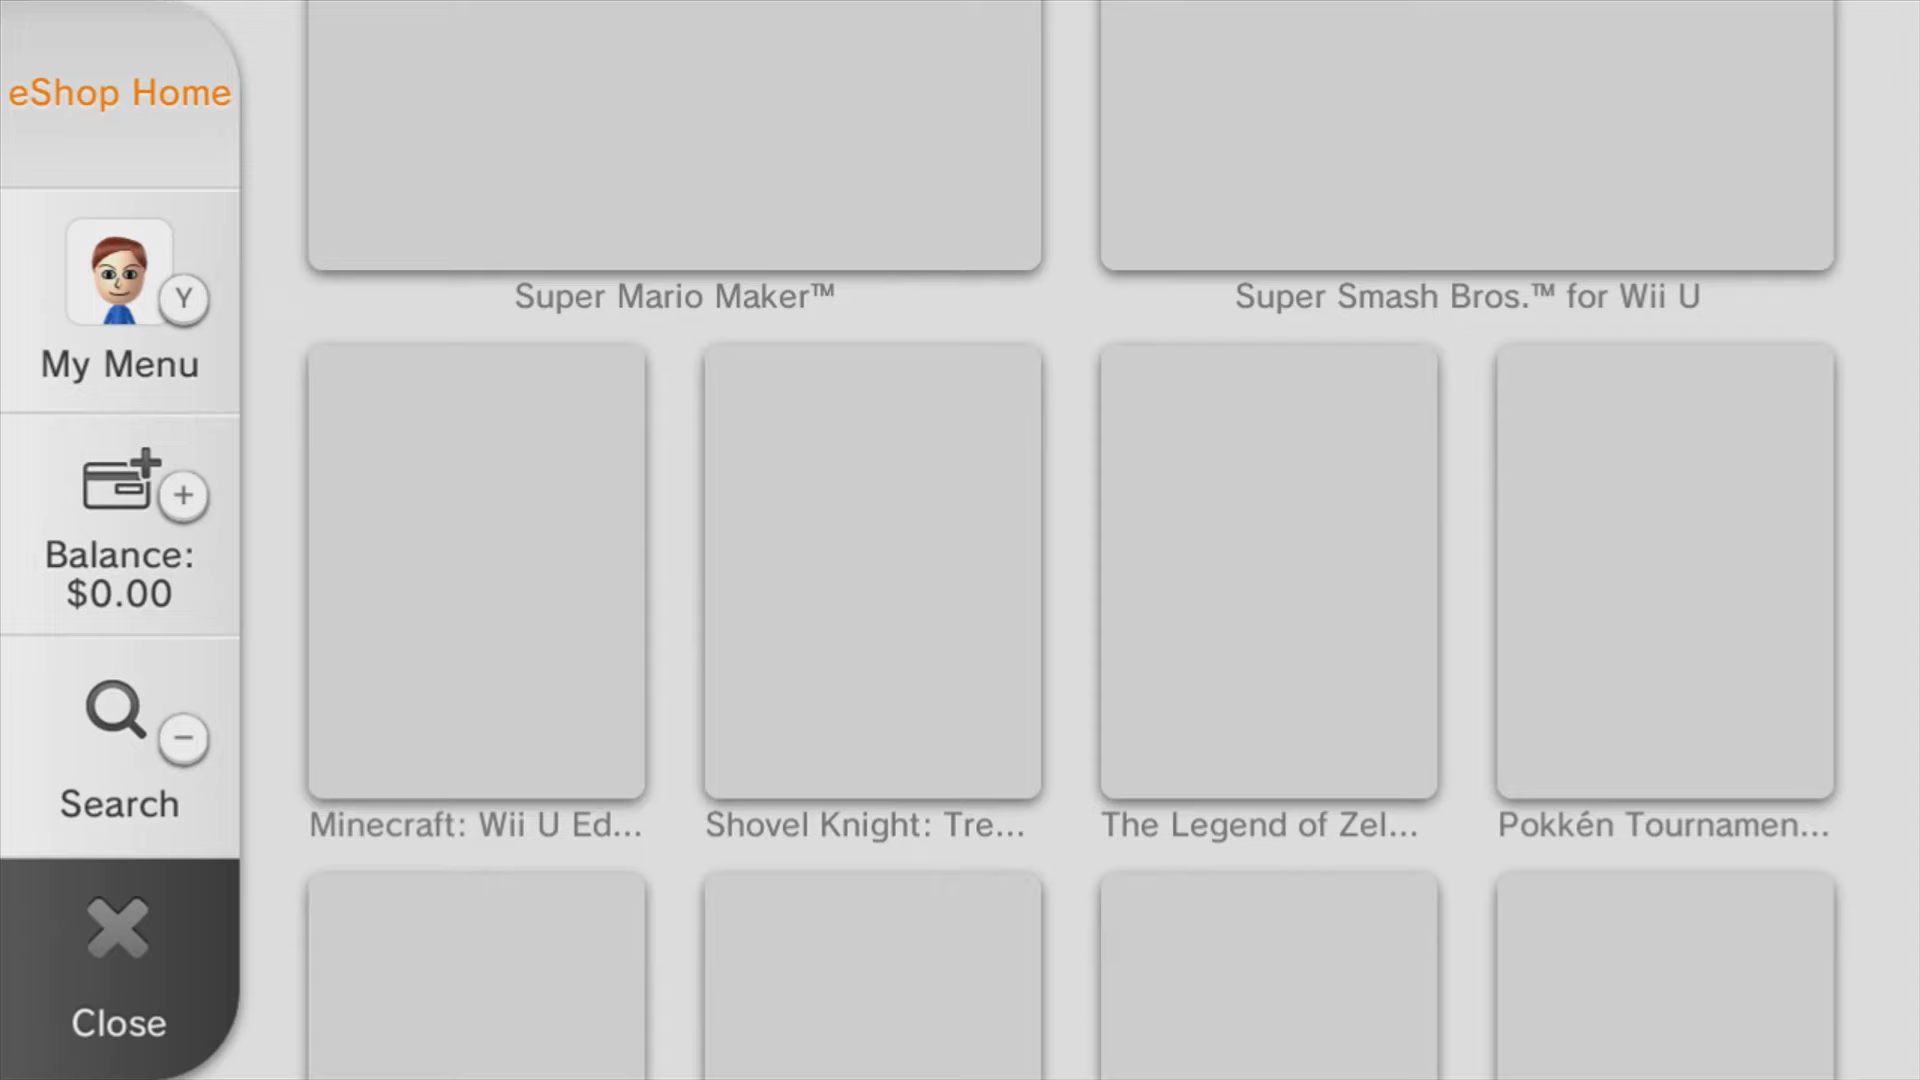 eShop Home
Y
My Menu
+
Balance:
$0.00
−
Search
Close
Super Mario Maker™
Super Smash Bros.™ for Wii U
Minecraft: Wii U Ed...
Shovel Knight: Tre...
The Legend of Zel...
Pokkén Tournamen...